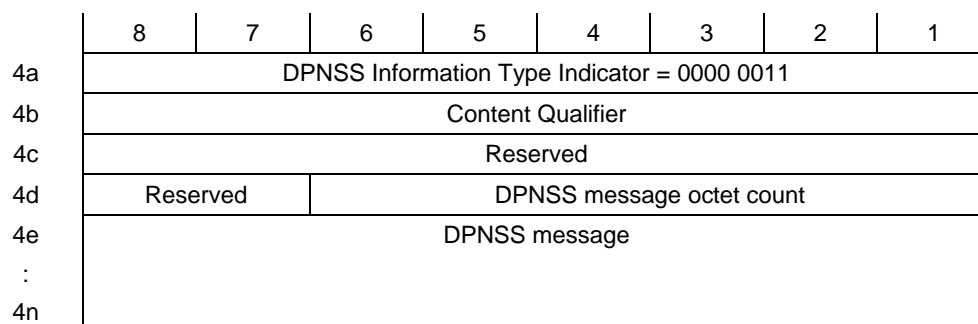 8 7 6 5 4 3 2 1
4a DPNSS Information Type Indicator = 0000 0011
4b Content Qualifier
4c Reserved
4d Reserved DPNSS message octet count
4e DPNSS message
:
4n